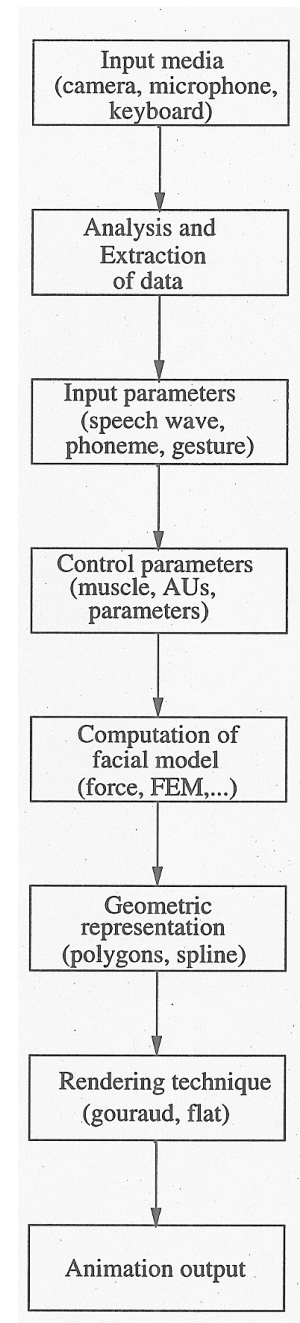 Input media
(camera, microphone,
keyboard)
Analysis and
Extraction
of data
Input parameters
(speech wave,
phoneme, gesture)
Control parameters
(muscle, AUs,
parameters)
Computation of
facial model
(force, FEM,...)
Geometric
representation
(polygons, spline)
Rendering technique
(gouraud, flat)
Animation output